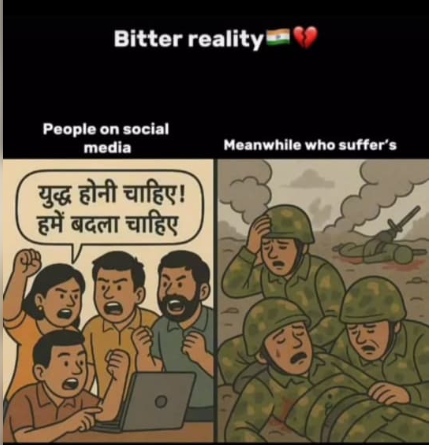 Bitter reality🇮🇳💔
People on social
media
Meanwhile who suffer's
युद्ध होनी चाहिए!
हमें बदला चाहिए